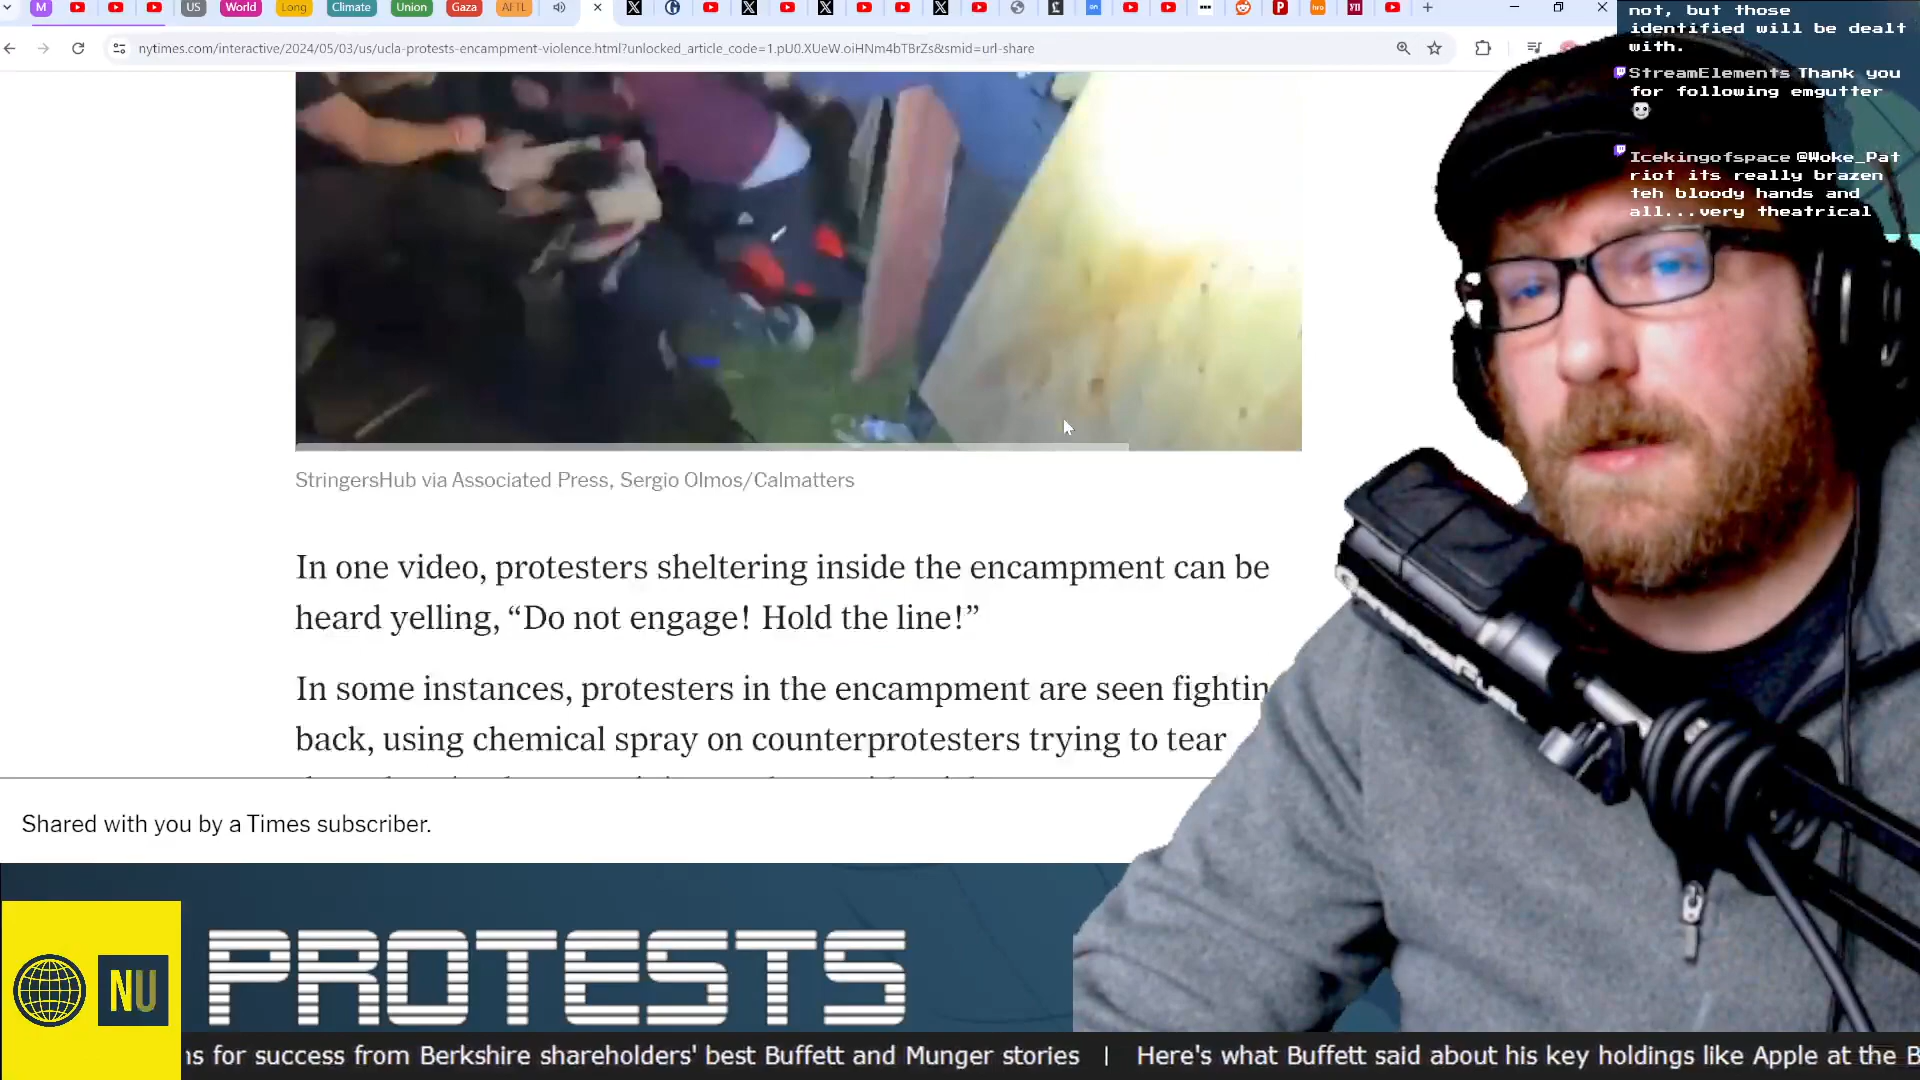 M
US
World
Long
Climate
Union
Gaza
AFTL
nytimes.com/interactive/2024/05/03/us/ucla-protests-encampment-violence.html?unlocked_article_code=1.pU0.XUeW.oiHNm4bTBrZs&smid=url-share
not, but those
identified will be dealt
with.
StreamElements Thank you
for following emgutter
Icekingofspace @Woke_Pat
riot its really brazen
teh bloody hands and
all...very theatrical
StringersHub via Associated Press, Sergio Olmos/Calmatters
In one video, protesters sheltering inside the encampment can be
heard yelling, “Do not engage! Hold the line!”
In some instances, protesters in the encampment are seen fightin
back, using chemical spray on counterprotesters trying to tear
Shared with you by a Times subscriber.
NU
PROTESTS
ns for success from Berkshire shareholders' best Buffett and Munger stories | Here's what Buffett said about his key holdings like Apple at the B